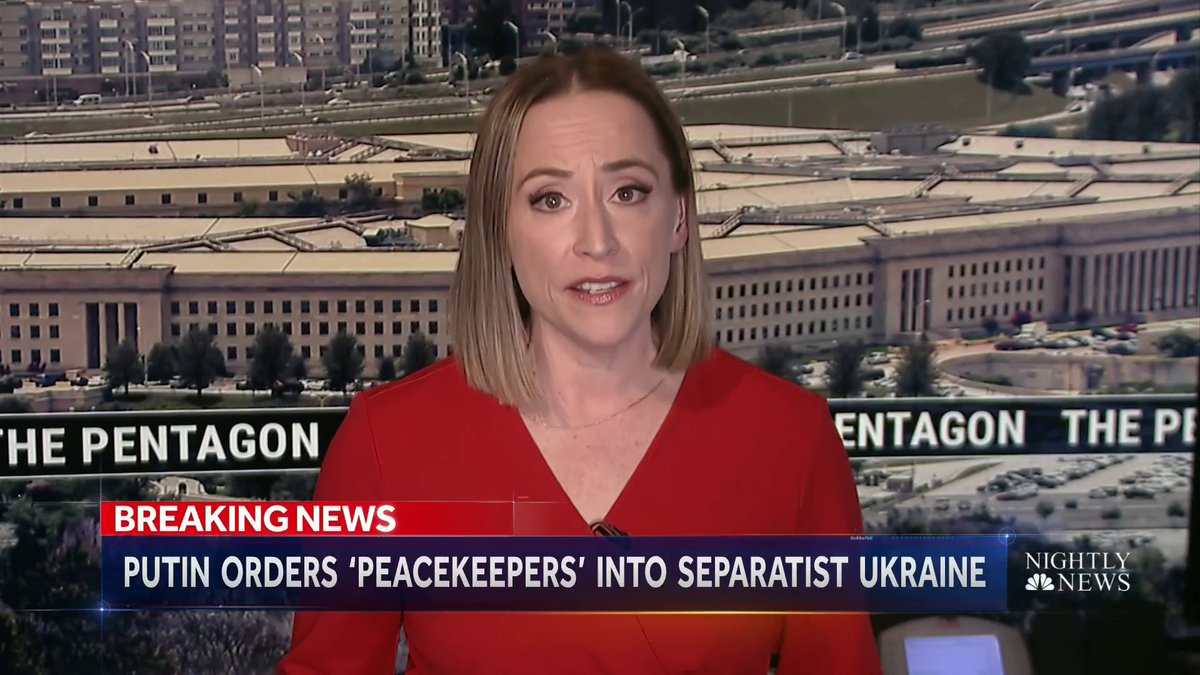 THE PENTAGON
ENTAGON THE PE
BREAKING NEWS
PUTIN ORDERS ‘PEACEKEEPERS’ INTO SEPARATIST UKRAINE
NIGHTLY
NEWS